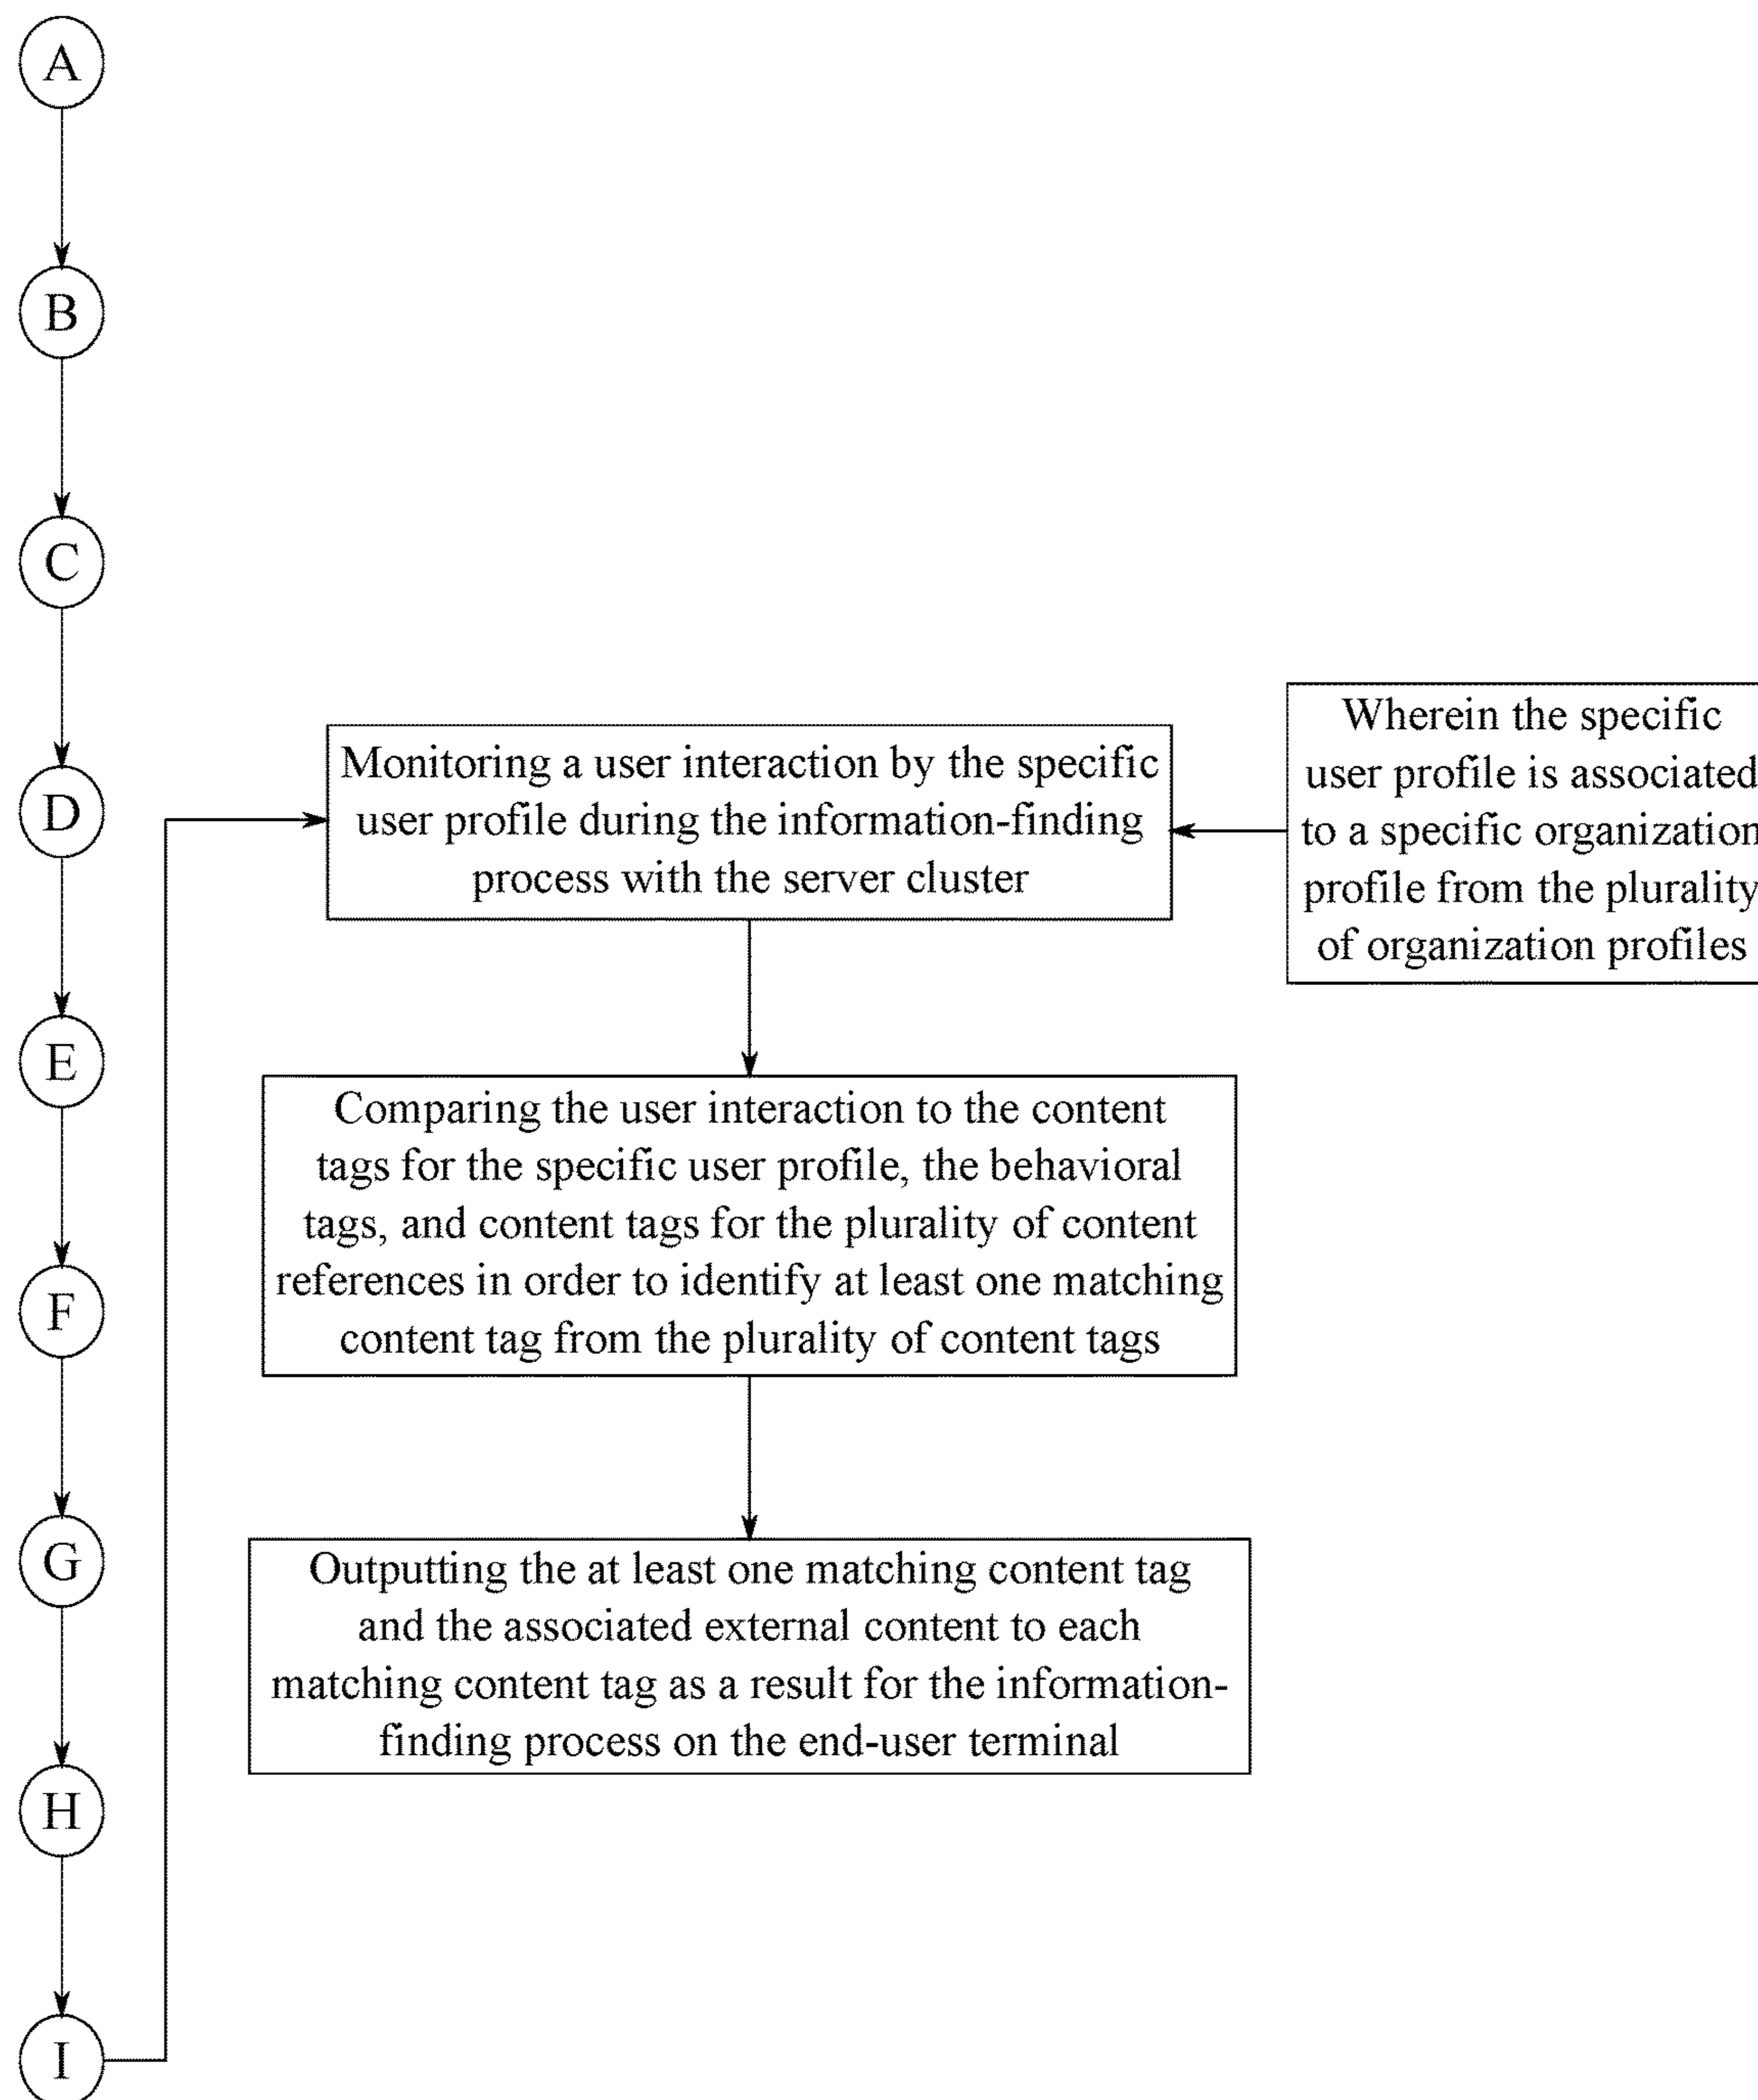 A
B
C
D
E
F
G
H
I
Monitoring a user interaction by the specific
user profile during the information-finding
process with the server cluster
Wherein the specific
user profile is associated
to a specific organization
profile from the plurality
of organization profiles
Comparing the user interaction to the content
tags for the specific user profile, the behavioral
tags, and content tags for the plurality of content
references in order to identify at least one matching
content tag from the plurality of content tags
Outputting the at least one matching content tag
and the associated external content to each
matching content tag as a result for the information-
finding process on the end-user terminal